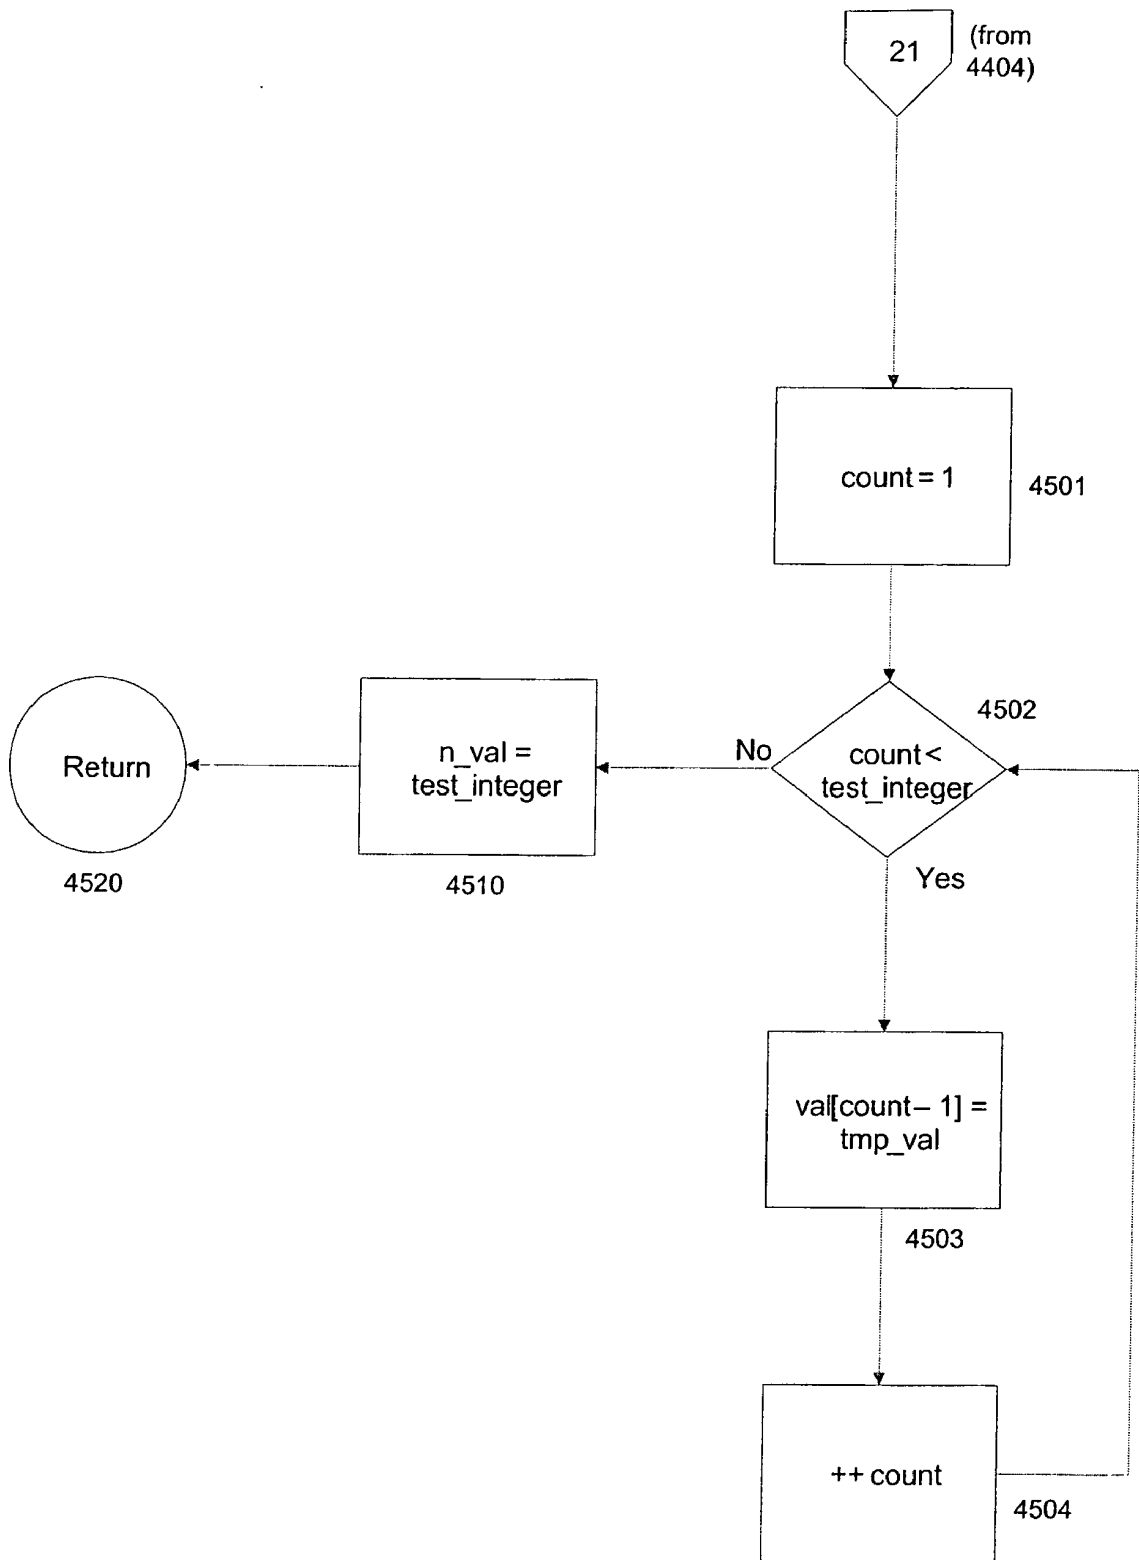 21
(from
4404)
count = 1
4501
4502
count <
test_integer
No
Yes
n_val =
test_integer
4510
Return
4520
val[count – 1] =
tmp_val
4503
++ count
4504